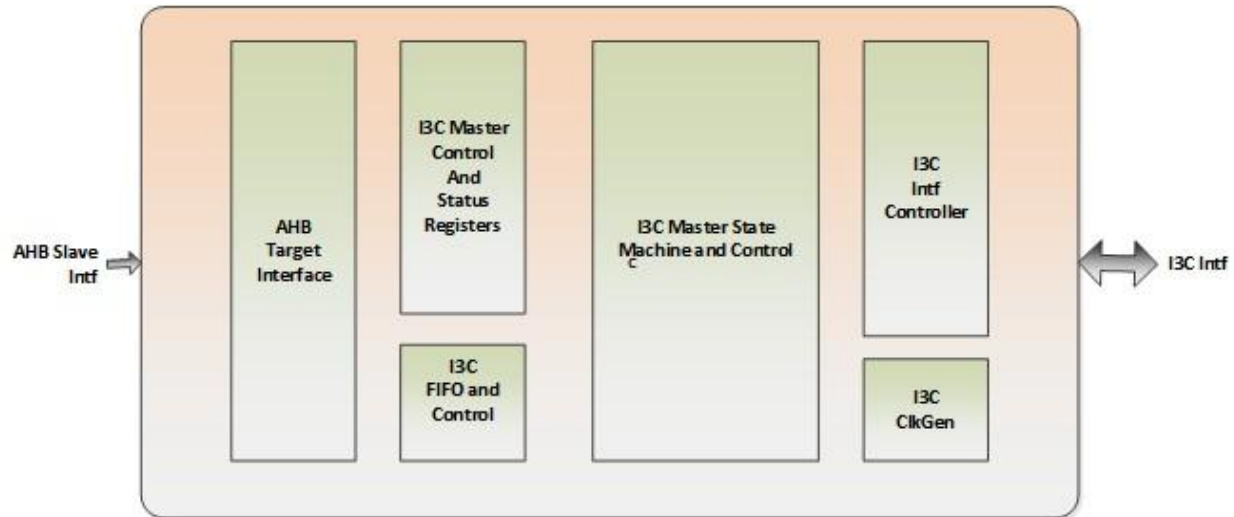 AHB Slave
Intf
AHB
Target
Interface
I3C Master
Control
And
Status
Registers
I3C
FIFO and
Control
I3C Master State
Machine and Control
C
I3C
Intf
Controller
I3C
ClkGen
I3C Intf